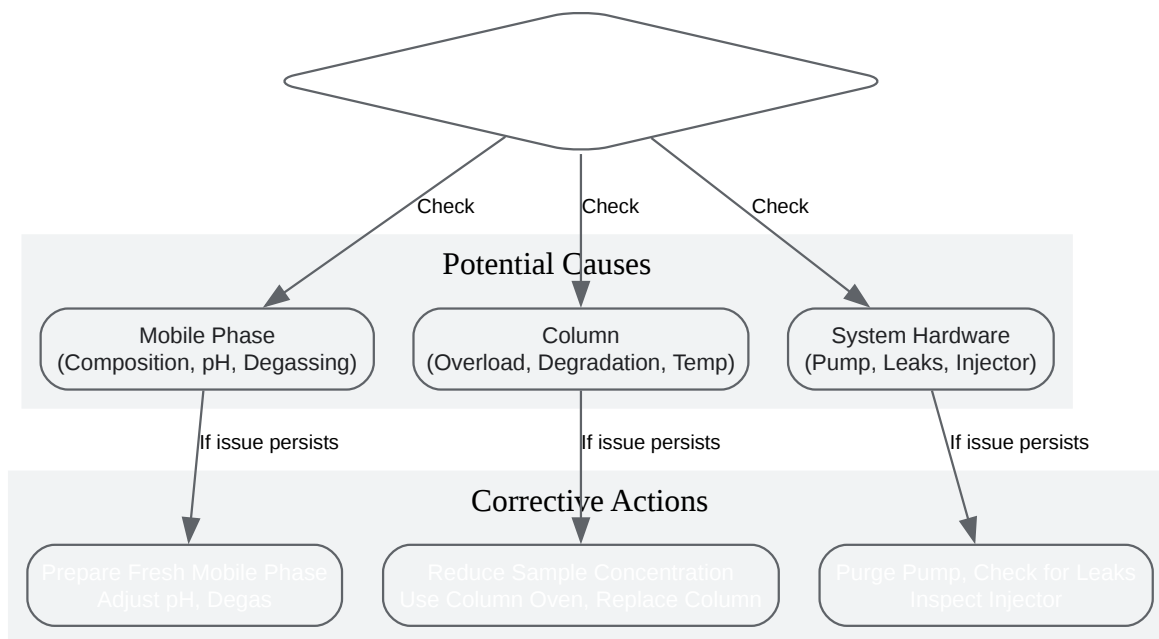 Check
Check
Check
Potential Causes
Mobile Phase
(Composition, pH, Degassing)
Column
(Overload, Degradation, Temp)
System Hardware
(Pump, Leaks, Injector)
If issue persists
If issue persists
If issue persists
Corrective Actions
Prepare Fresh Mobile Phase
Adjust pH, Degas
Reduce Sample Concentration
Use Column Oven, Replace Column
Purge Pump, Check for Leaks
Inspect Injector